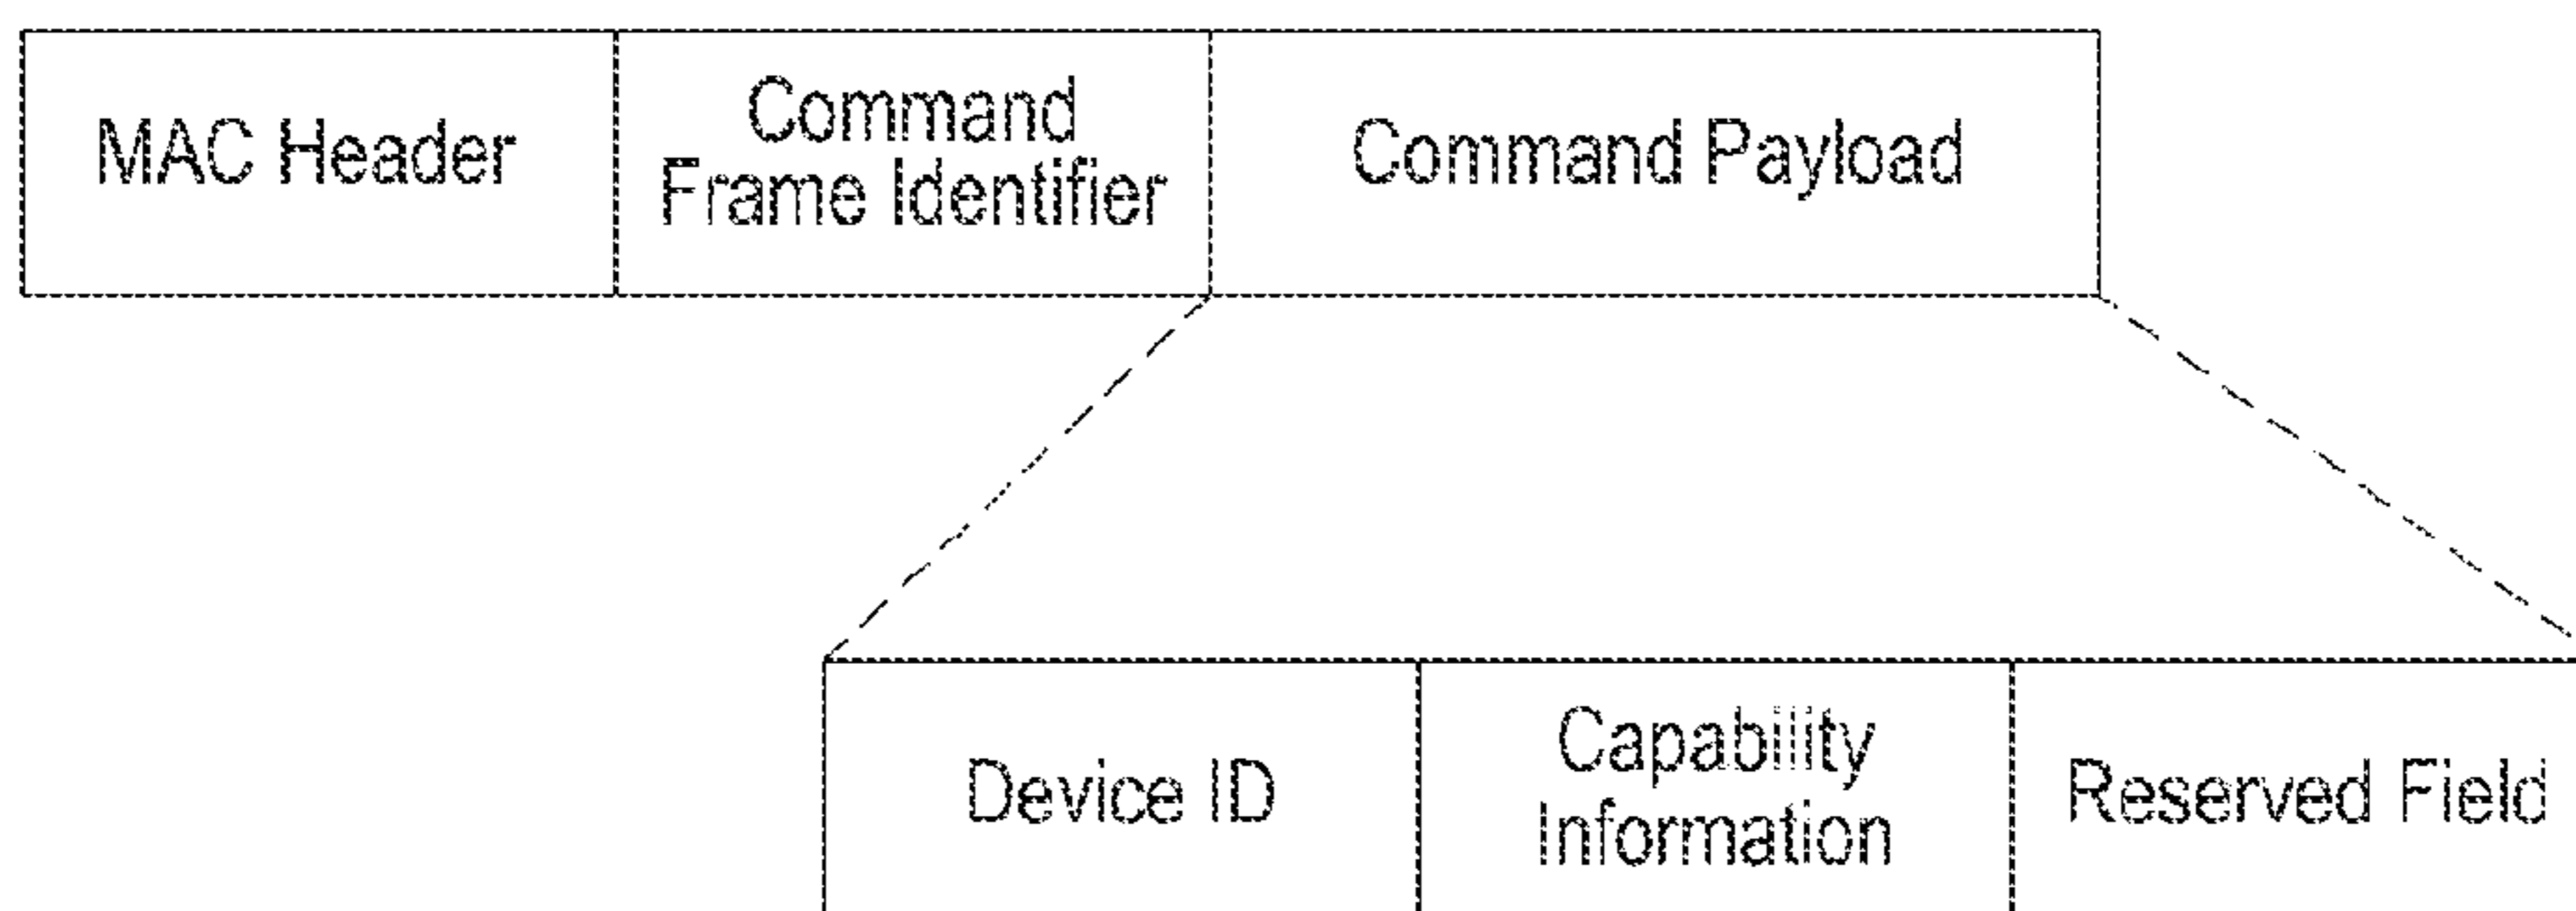 MAC Header
Command
Frame Identifier
Command Payload
Device ID
Capability
Information
Reserved Field